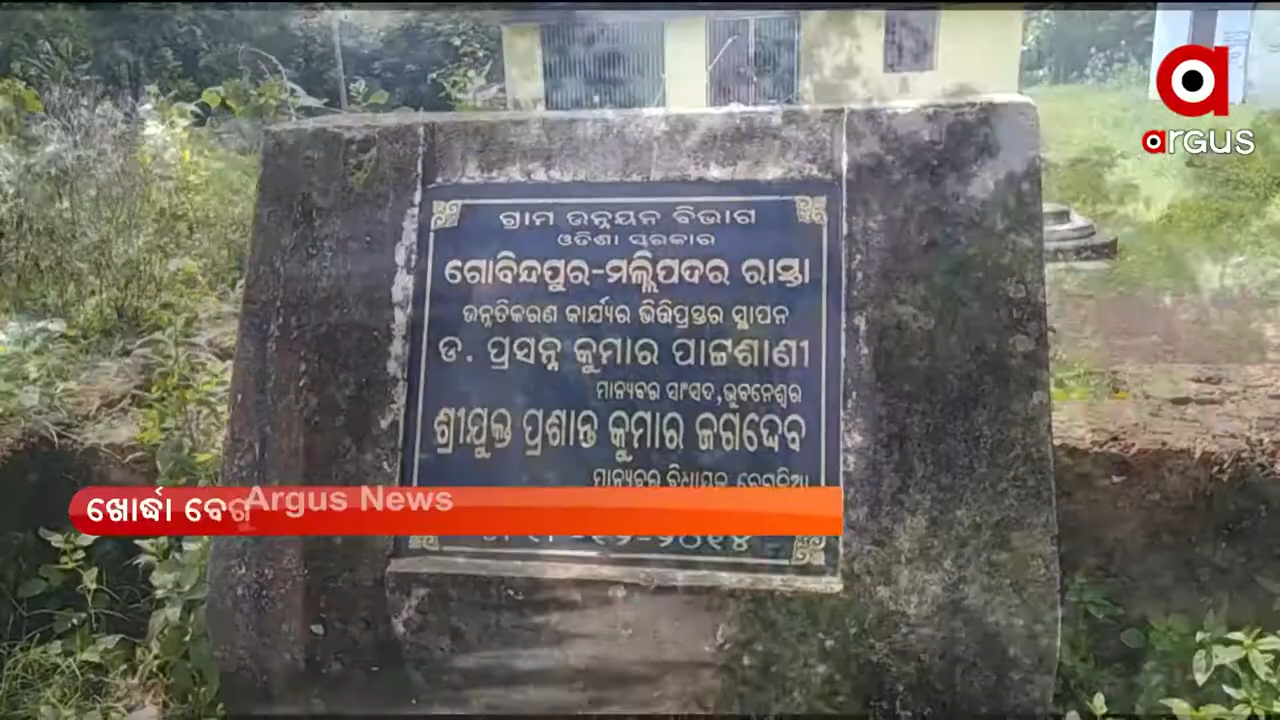 argus
ଗ୍ରାମ ଉନ୍ନୟନ ବିଭାଗ
ଓଡିଶା ସରକାର
ଗୋବିନ୍ଦପୁର-ମଲ୍ଲିପଦର ରାସ୍ତା
ଉନ୍ନତିକରଣ କାର୍ଯ୍ୟର ଭିତ୍ତିପ୍ରସ୍ତର ସ୍ଥାପନ
ଡ. ପ୍ରସନ୍ନ କୁମାର ପାଟ୍ଟଶାଣୀ
ମାନ୍ୟବର ସାଂସଦ,ଭୁବନେଶ୍ୱର
ଶ୍ରୀଯୁକ୍ତ ପ୍ରଶାନ୍ତ କୁମାର ଜଗଦ୍ଦେବ
ମାନ୍ୟବର ବିଧାୟକ
ଖୋର୍ଦ୍ଧା
Argus News